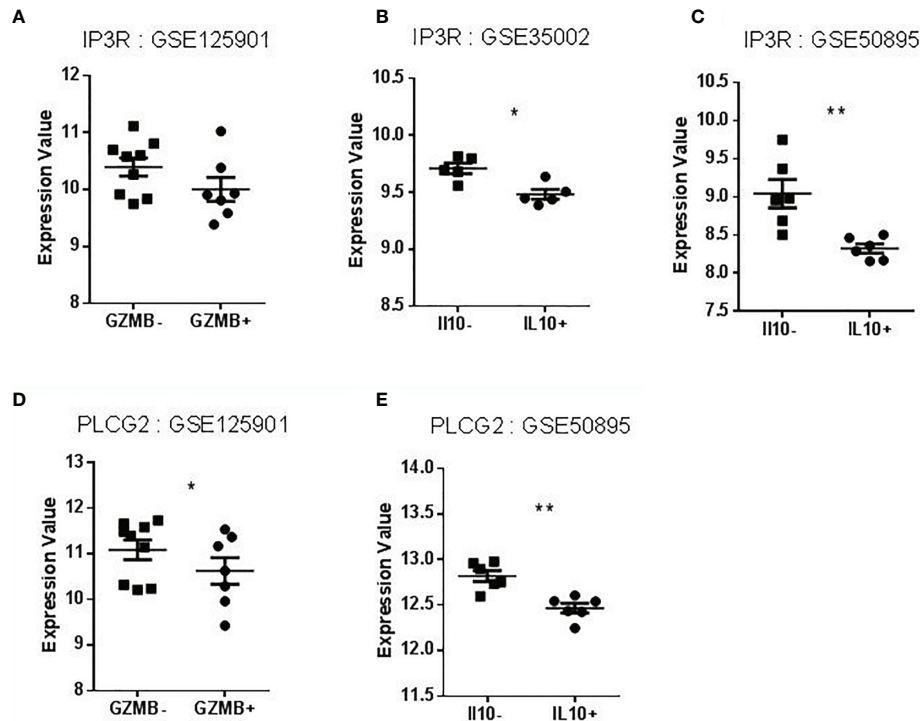 A
IP3R : GSE125901
Expression Value
12
11
10
9
8
GZMB-
GZMB+
B
IP3R : GSE35002
*
Expression Value
10.5
10.0
9.5
9.0
8.5
Il10-
IL10+
C
IP3R : GSE50895
**
Expression Value
10.5
10.0
9.5
9.0
8.5
8.0
7.5
Il10-
IL10+
D
PLCG2 : GSE125901
*
Expression Value
13
12
11
10
9
8
GZMB-
GZMB+
E
PLCG2 : GSE50895
**
Expression Value
14.0
13.5
13.0
12.5
12.0
11.5
Il10-
IL10+